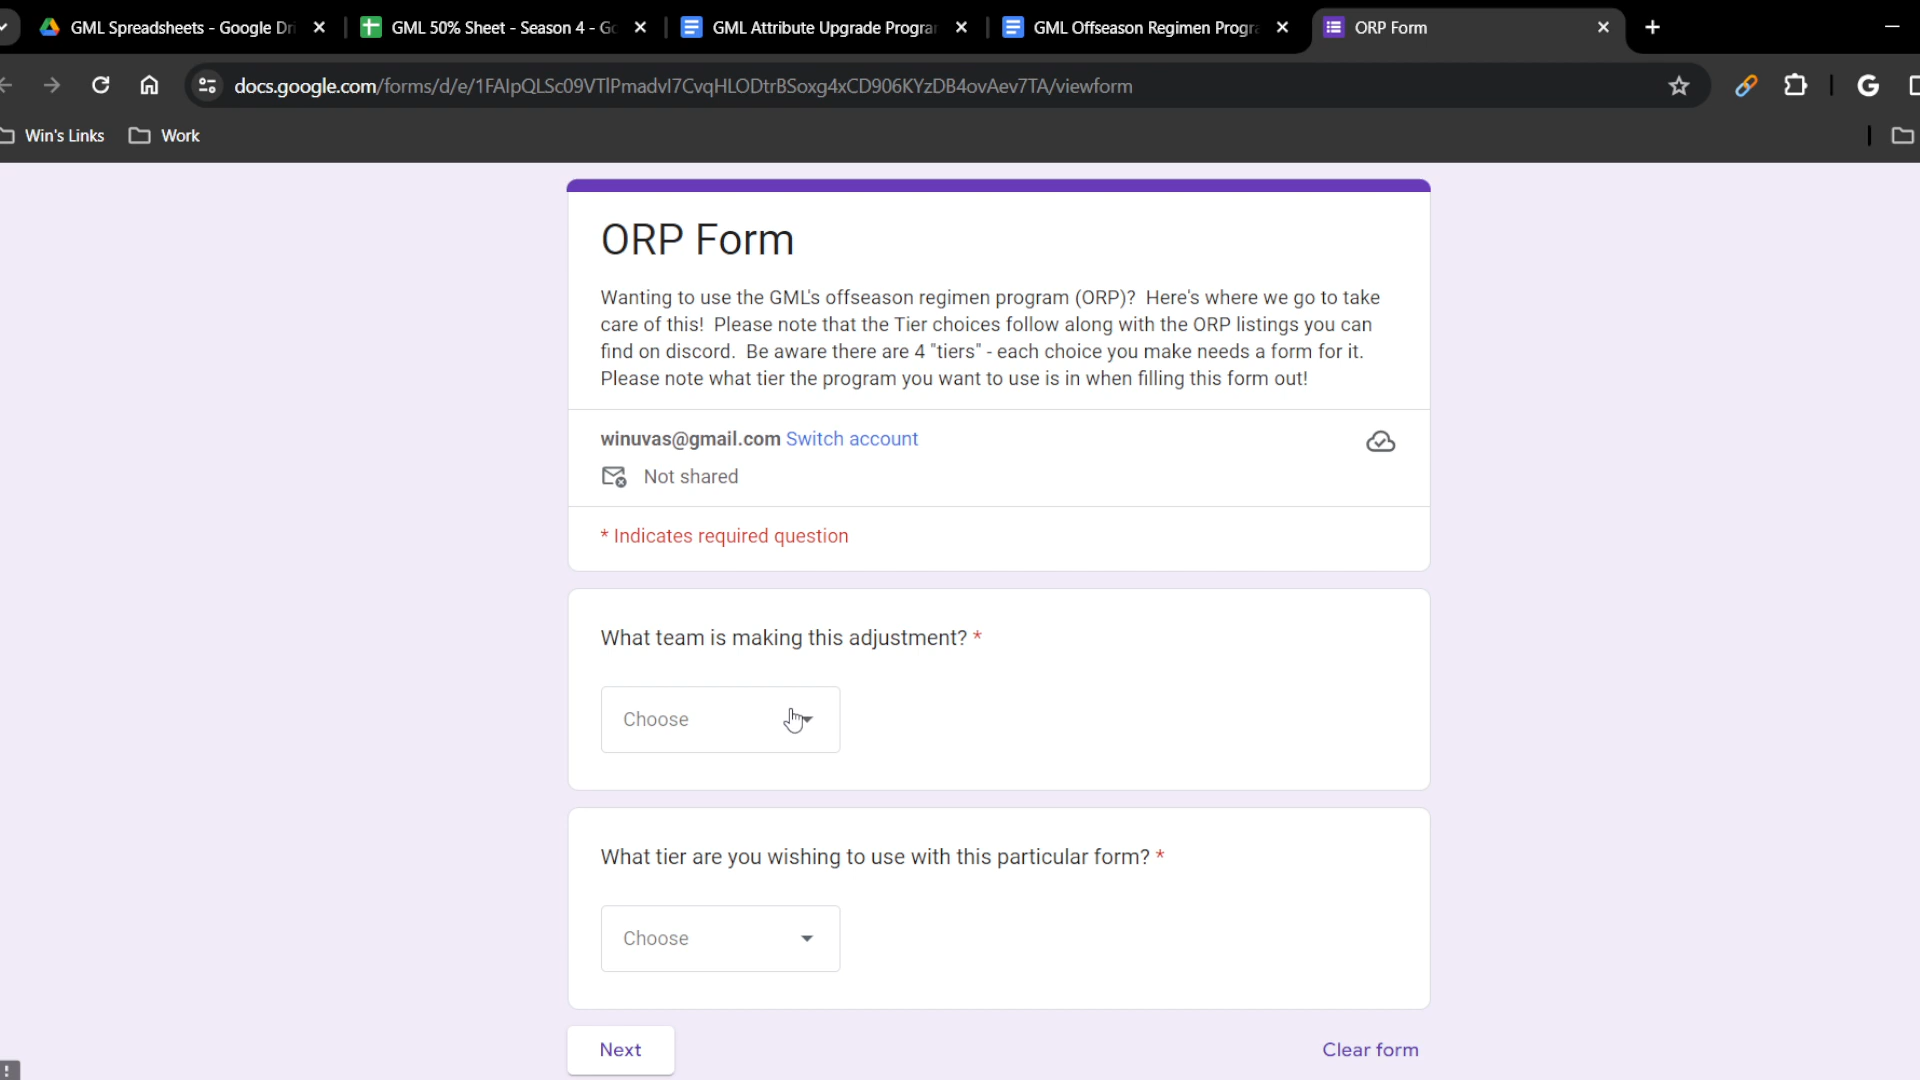 GML Spreadsheets - Google Dri
GML 50% Sheet - Season 4 - Go
GML Attribute Upgrade Program
GML Offseason Regimen Progra
ORP Form
docs.google.com/forms/d/e/1FAIpQLSc09VTlPmadvI7CvqHLODtrBSoxg4xCD906KYzDB4ovAev7TA/viewform
Win's Links
Work
ORP Form
Wanting to use the GML's offseason regimen program (ORP)? Here's where we go to take
care of this! Please note that the Tier choices follow along with the ORP listings you can
find on discord. Be aware there are 4 "tiers" - each choice you make needs a form for it.
Please note what tier the program you want to use is in when filling this form out!
winuvas@gmail.com Switch account
Not shared
* Indicates required question
What team is making this adjustment? *
Choose
What tier are you wishing to use with this particular form? *
Choose
Next
Clear form